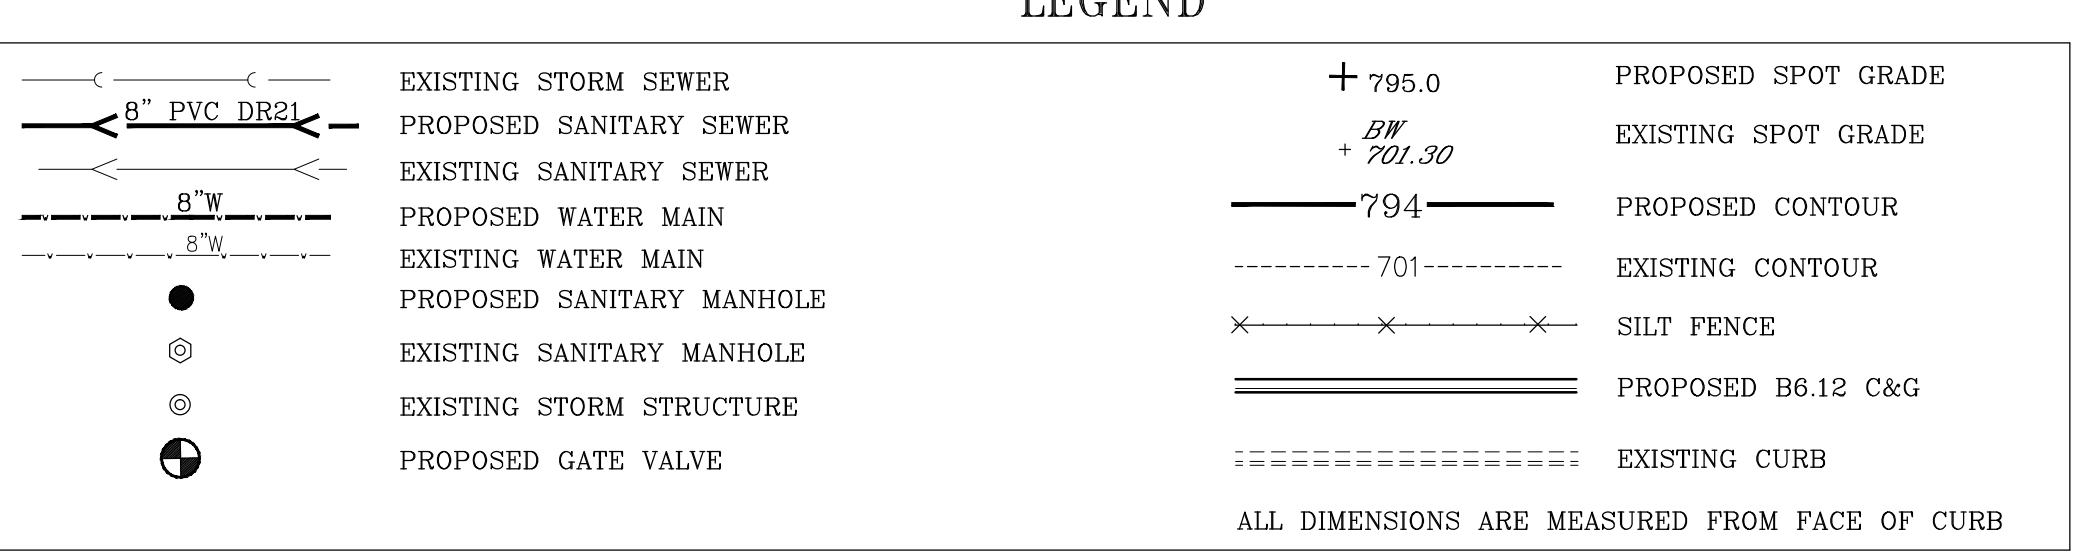 LEGEND
EXISTING STORM SEWER
8" PVC DR21
PROPOSED SANITARY SEWER
EXISTING SANITARY SEWER
8"W
PROPOSED WATER MAIN
8"W
EXISTING WATER MAIN
PROPOSED SANITARY MANHOLE
EXISTING SANITARY MANHOLE
EXISTING STORM STRUCTURE
PROPOSED GATE VALVE
795.0 PROPOSED SPOT GRADE
BW
701.30
EXISTING SPOT GRADE
794 PROPOSED CONTOUR
701 EXISTING CONTOUR
SILT FENCE
PROPOSED B6.12 C&G
EXISTING CURB
ALL DIMENSIONS ARE MEASURED FROM FACE OF CURB